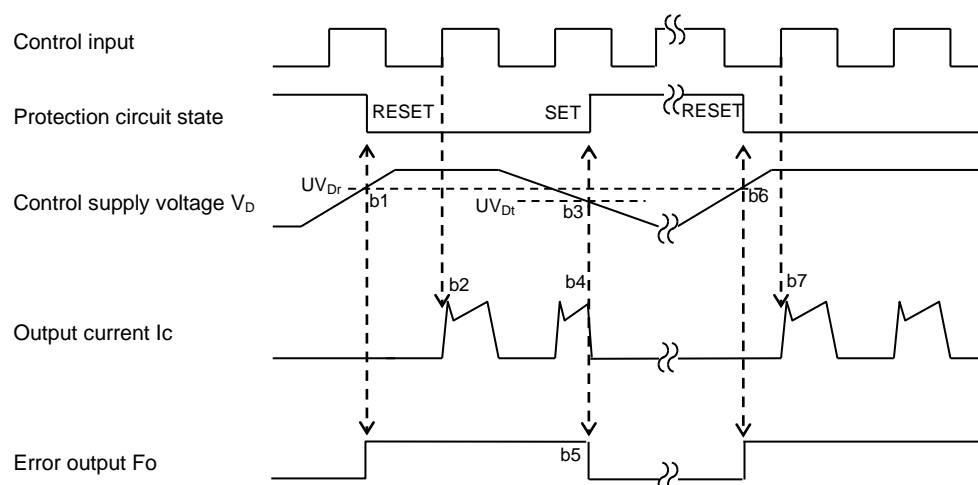 Control input
Protection circuit state
RESET
SET
RESET
Control supply voltage VD
UVDr
b1
UVDt
b3
b6
Output current Ic
b2
b4
b7
Error output Fo
b5